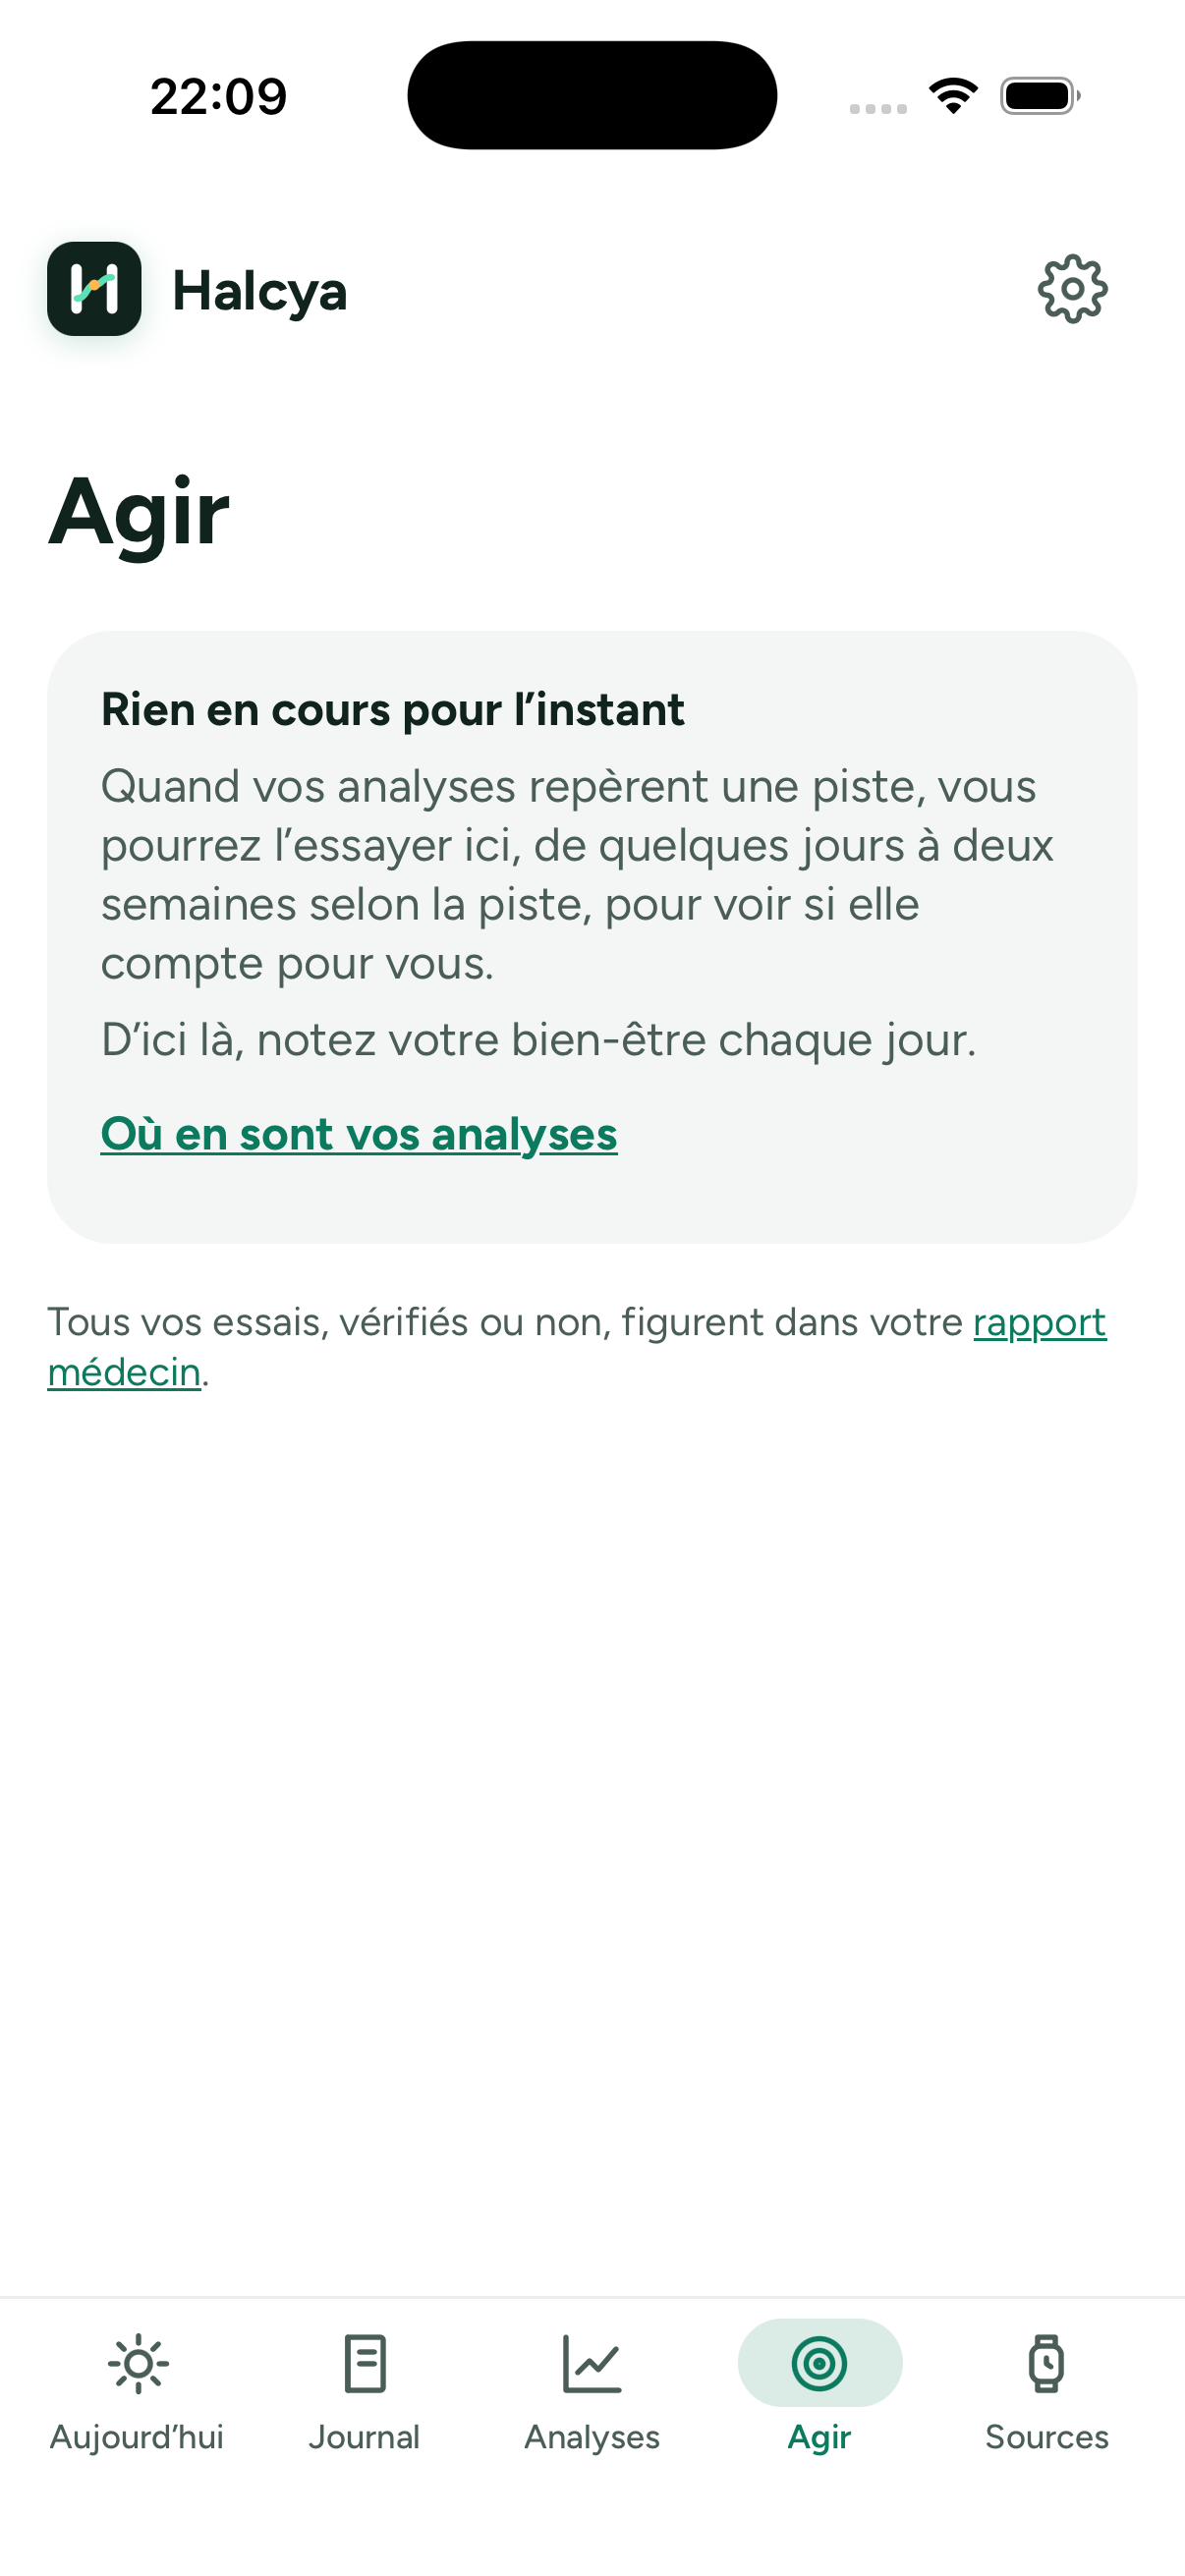 22:09
Halcya
Agir
Rien en cours pour l’instant
Quand vos analyses repèrent une piste, vous
pourrez l’essayer ici, de quelques jours à deux
semaines selon la piste, pour voir si elle
compte pour vous.
D’ici là, notez votre bien-être chaque jour.
Où en sont vos analyses
Tous vos essais, vérifiés ou non, figurent dans votre rapport
médecin.
Aujourd’hui
Journal
Analyses
Agir
Sources